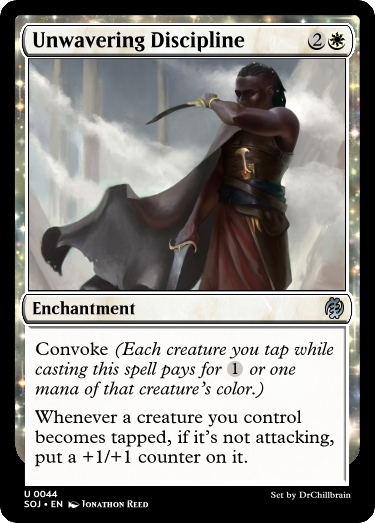 Unwavering Discipline 2
Enchantment
Convoke (Each creature you tap while
casting this spell pays for 1 or one
mana of that creature's color.)
Whenever a creature you control
becomes tapped, if it's not attacking,
put a +1/+1 counter on it.
U 0044
SOJ • EN Jonathon Reed
Set by DrChillbrain